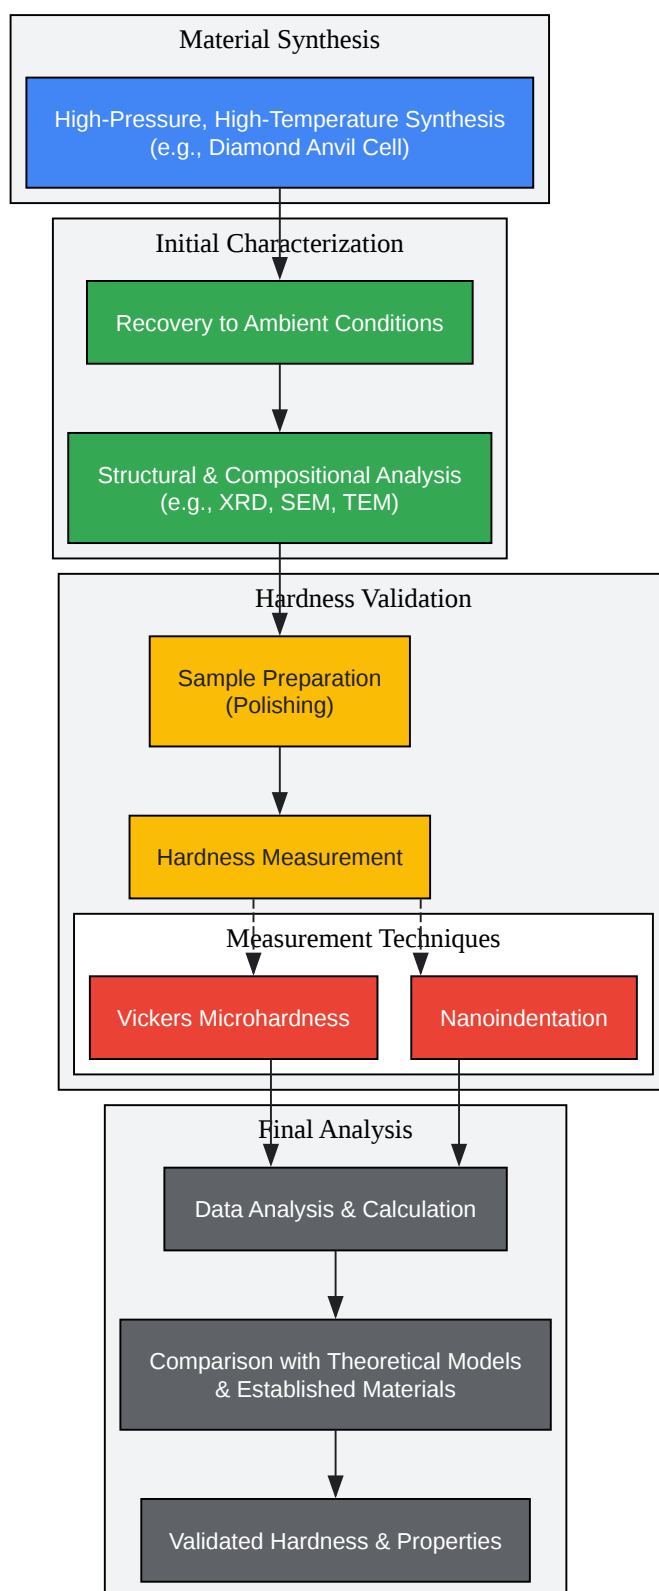 Material Synthesis
High-Pressure, High-Temperature Synthesis
(e.g., Diamond Anvil Cell)
Initial Characterization
Recovery to Ambient Conditions
Structural & Compositional Analysis
(e.g., XRD, SEM, TEM)
Hardness Validation
Sample Preparation
(Polishing)
Hardness Measurement
Measurement Techniques
Vickers Microhardness
Nanoindentation
Final Analysis
Data Analysis & Calculation
Comparison with Theoretical Models
& Established Materials
Validated Hardness & Properties